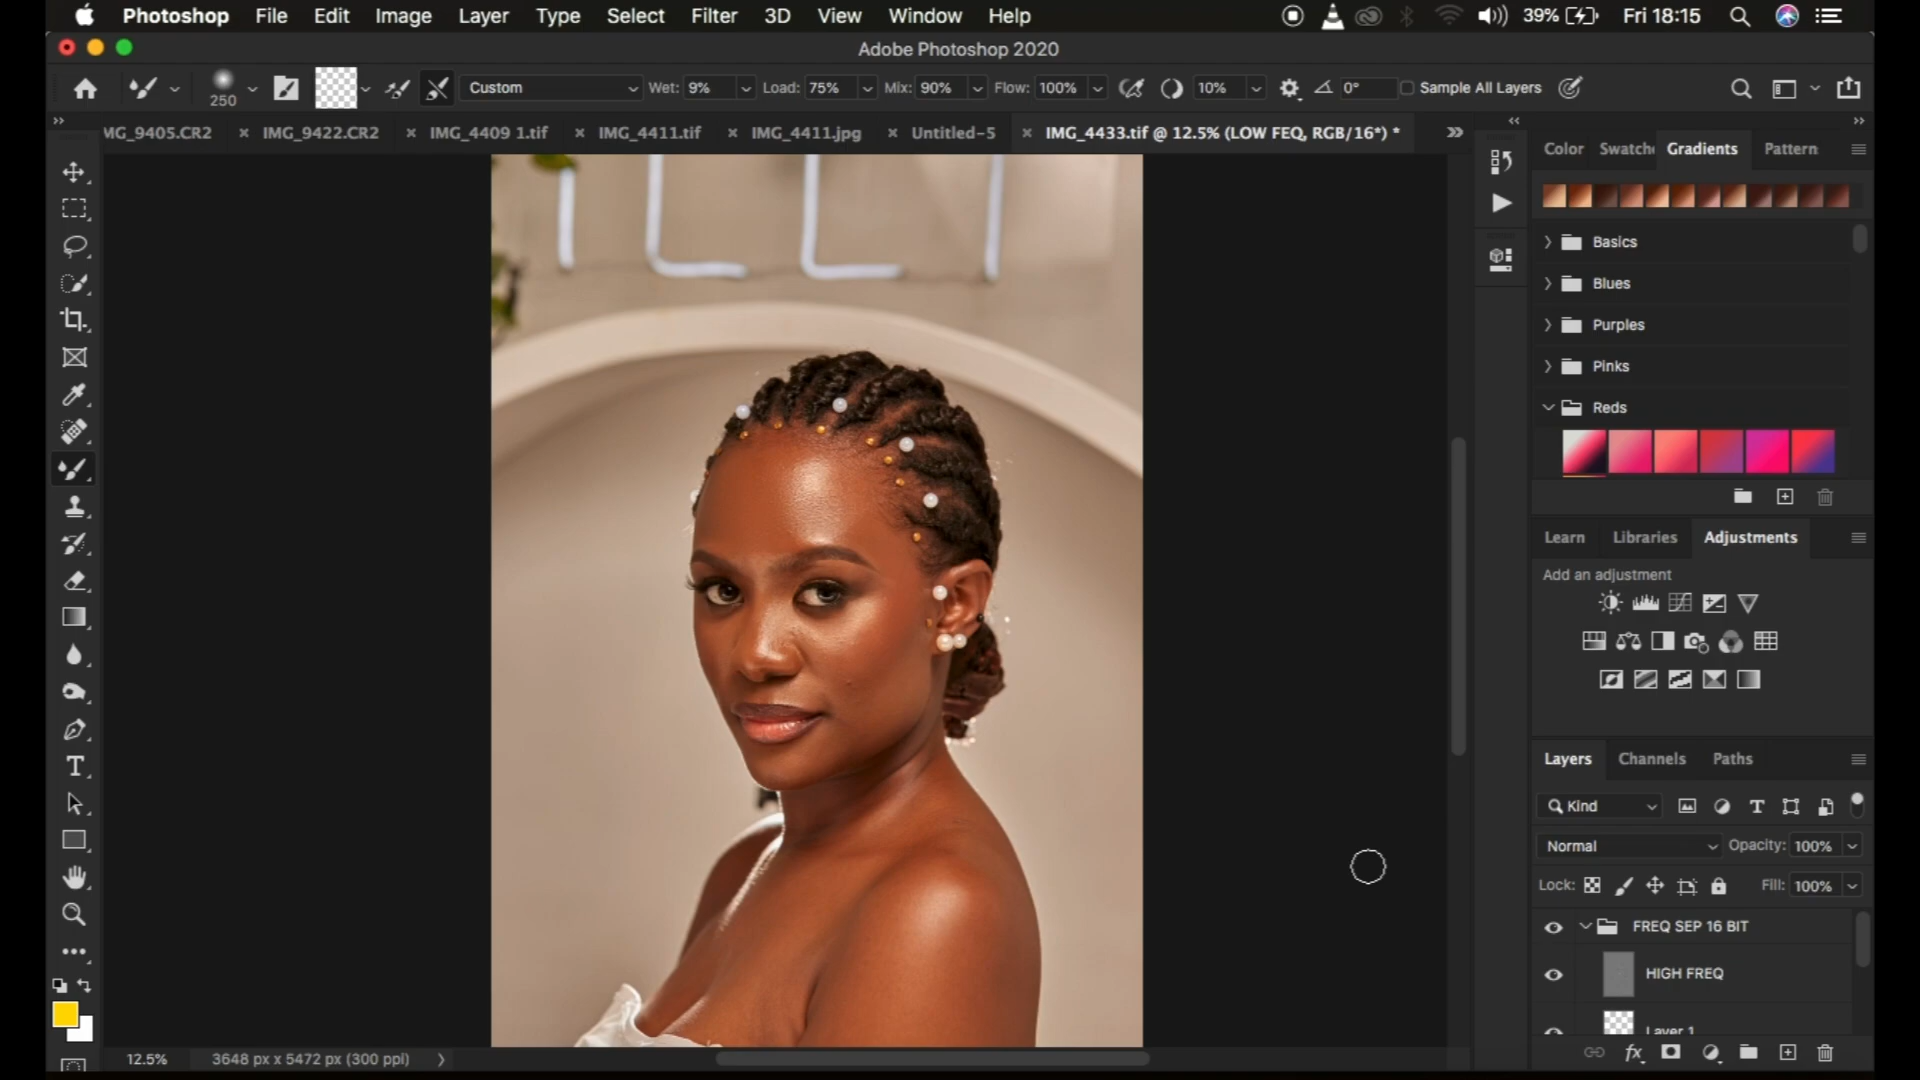 Photoshop File Edit Image Layer Type Select Filter 3D View Window Help 39% Fri 18:15
Adobe Photoshop 2020
250 Custom Wet: 9% Load: 75% Mix: 90% Flow: 100% 10% 0° Sample All Layers
MG_9405.CR2 × IMG_9422.CR2 × IMG_4409 1.tif × IMG_4411.tif × IMG_4411.jpg × Untitled-5 × IMG_4433.tif @ 12.5% (LOW FEQ, RGB/16*) *
Color Swatche Gradients Pattern
Basics
Blues
Purples
Pinks
Reds
Learn Libraries Adjustments
Add an adjustment
Layers Channels Paths
Kind
Normal Opacity: 100%
Lock: Fill: 100%
FREQ SEP 16 BIT
HIGH FREQ
Layer 1
12.5% 3648 px x 5472 px (300 ppi)